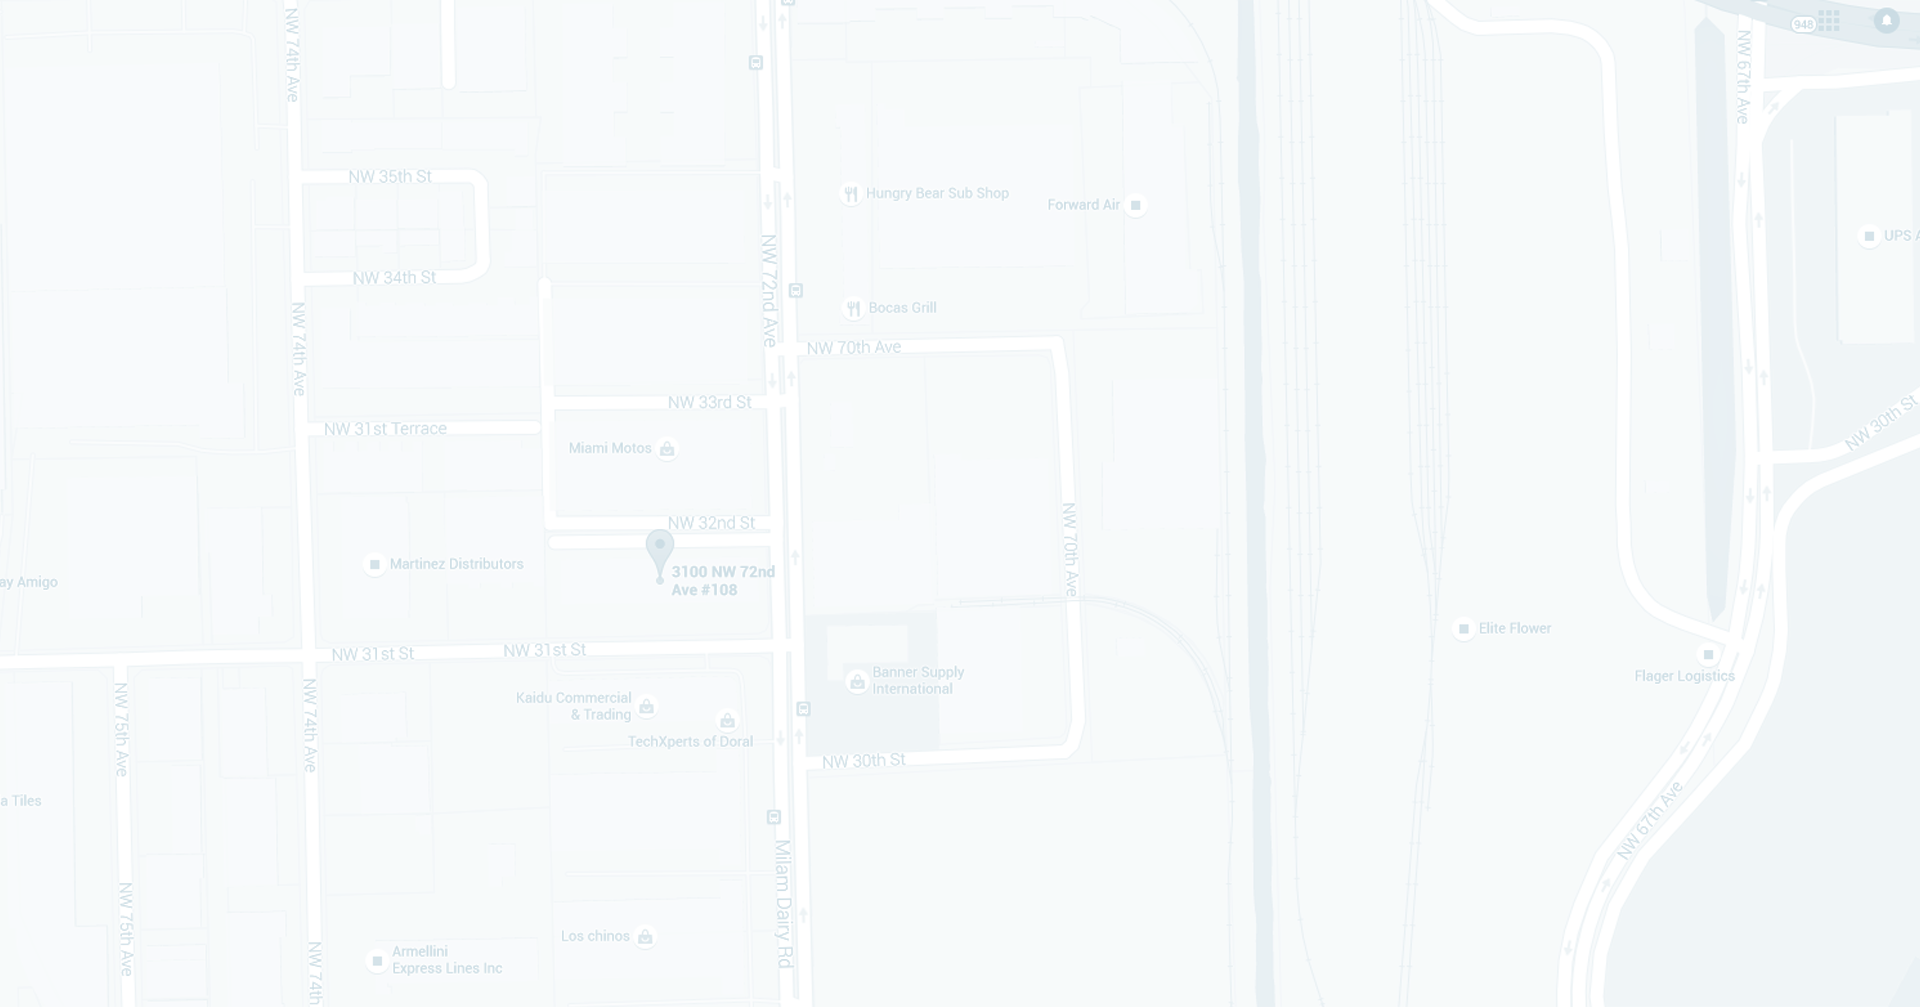 948
NW 74th Ave
NW 67th Ave
NW 35th St
Hungry Bear Sub Shop
Forward Air
UPS A
NW 34th St
NW 72nd Ave
Bocas Grill
NW 74th Ave
NW 70th Ave
NW 33rd St
NW 31st Terrace
NW 30th St
Miami Motos
NW 32nd St
NW 70th Ave
Martinez Distributors
3100 NW 72nd
Ave #108
ay Amigo
Elite Flower
NW 31st St
NW 31st St
Banner Supply
International
Flager Logistics
NW 75th Ave
NW 74th Ave
Kaidu Commercial
& Trading
TechXperts of Doral
NW 30th St
a Tiles
NW 67th Ave
Milam Dairy Rd
NW 75th Ave
Los chinos
NW 74th
Armellini
Express Lines Inc